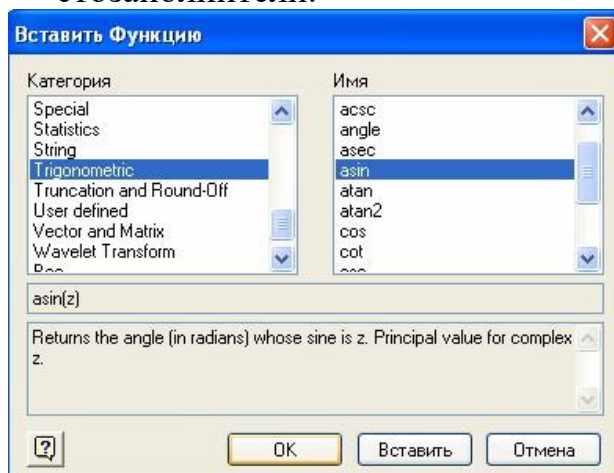 Вставить Функцию
Категория
Special
Statistics
String
Trigonometric
Truncation and Round-Off
User defined
Vector and Matrix
Wavelet Transform
Имя
acsc
angle
asec
asin
atan
atan2
cos
cot
asin(z)
Returns the angle (in radians) whose sine is z. Principal value for complex
z.
OK
Вставить
Отмена